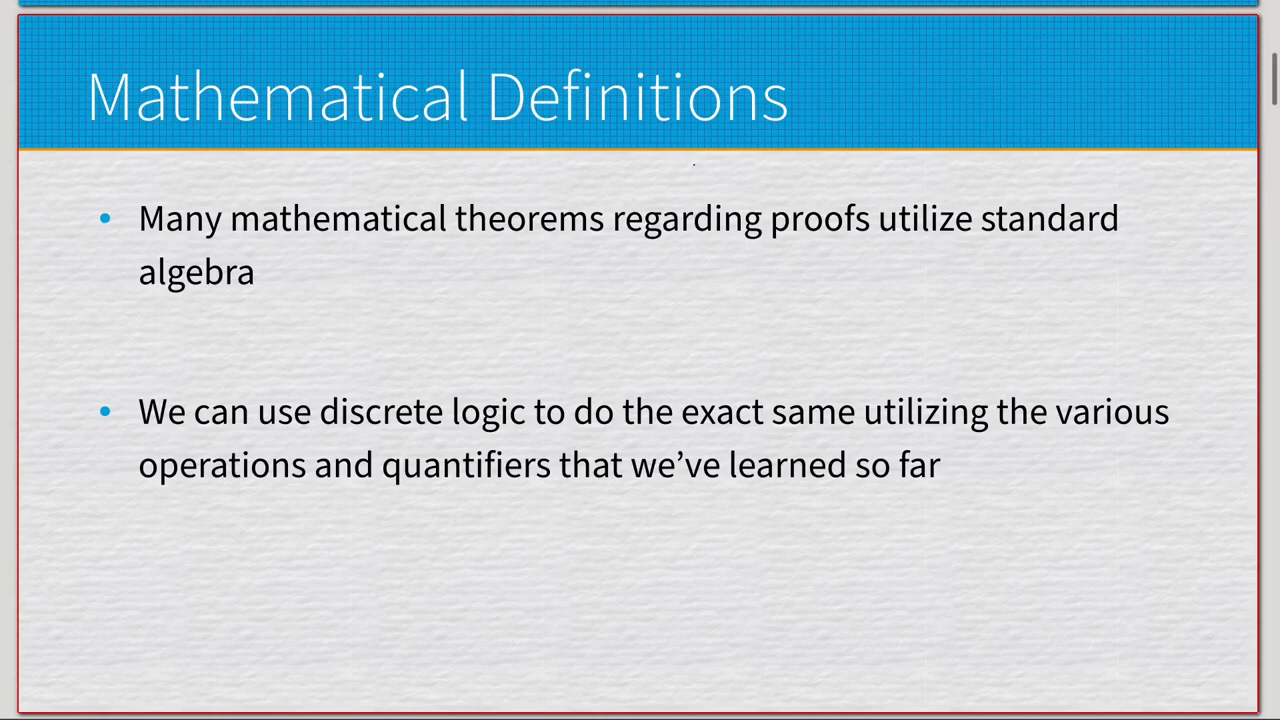 Mathematical Definitions
• Many mathematical theorems regarding proofs utilize standard
algebra
• We can use discrete logic to do the exact same utilizing the various
operations and quantifiers that we’ve learned so far